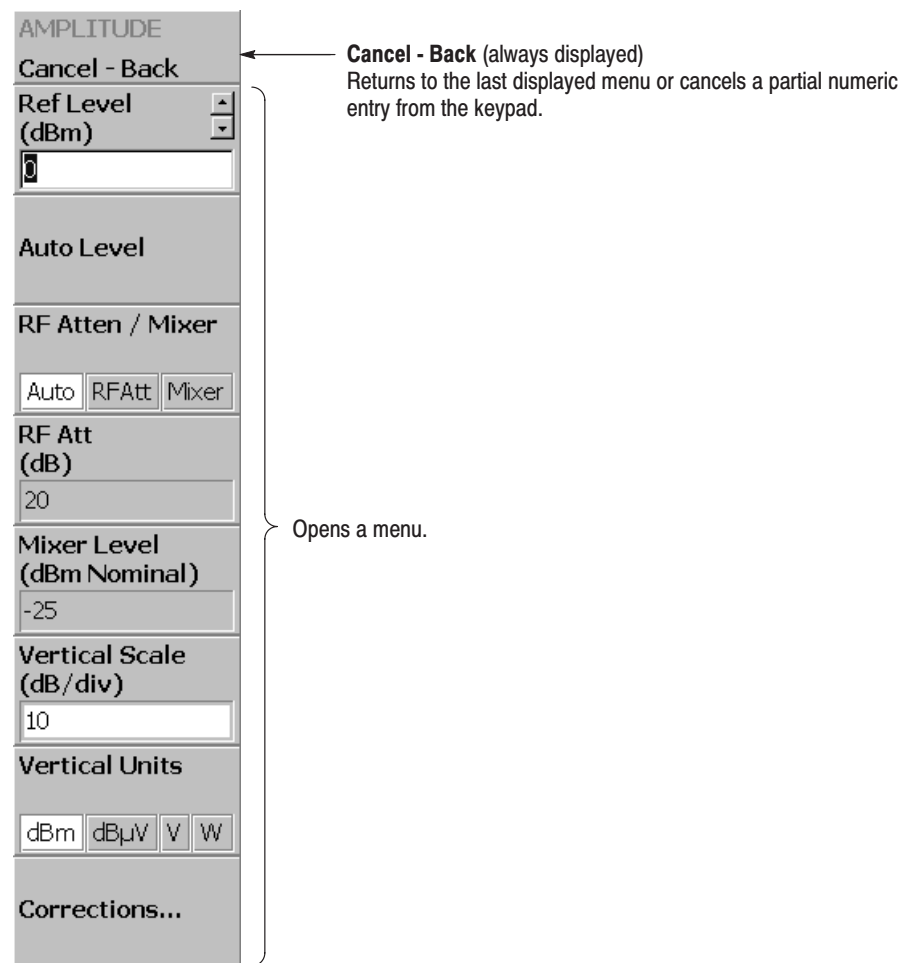 AMPLITUDE
Cancel - Back
Ref Level
(dBm)
0
Auto Level
RF Atten / Mixer
Auto RFAtt Mixer
RF Att
(dB)
20
Mixer Level
(dBm Nominal)
-25
Vertical Scale
(dB/div)
10
Vertical Units
dBm dBµV V W
Corrections...
Cancel - Back (always displayed)
Returns to the last displayed menu or cancels a partial numeric
entry from the keypad.
Opens a menu.